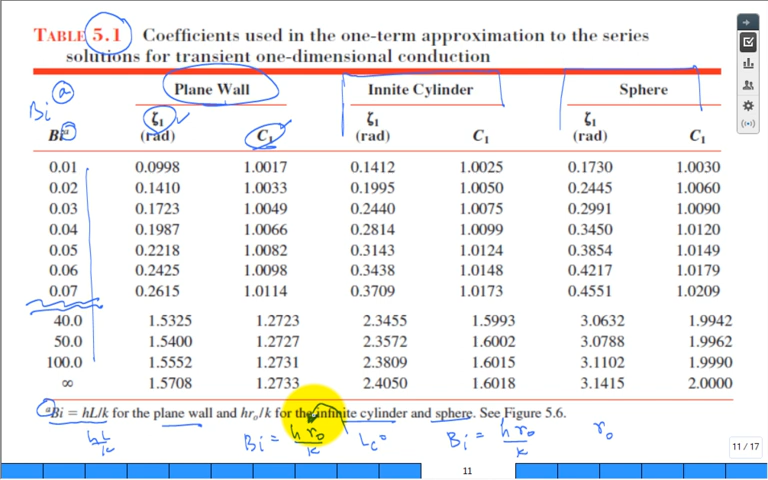 TABLE 5.1 Coefficients used in the one-term approximation to the series
solutions for transient one-dimensional conduction
Plane Wall Innite Cylinder Sphere
Bi a
ζ1 ζ1 ζ1
Biᵃ (rad) C1 (rad) C1 (rad) C1
0.01 0.0998 1.0017 0.1412 1.0025 0.1730 1.0030
0.02 0.1410 1.0033 0.1995 1.0050 0.2445 1.0060
0.03 0.1723 1.0049 0.2440 1.0075 0.2991 1.0090
0.04 0.1987 1.0066 0.2814 1.0099 0.3450 1.0120
0.05 0.2218 1.0082 0.3143 1.0124 0.3854 1.0149
0.06 0.2425 1.0098 0.3438 1.0148 0.4217 1.0179
0.07 0.2615 1.0114 0.3709 1.0173 0.4551 1.0209
40.0 1.5325 1.2723 2.3455 1.5993 3.0632 1.9942
50.0 1.5400 1.2727 2.3572 1.6002 3.0788 1.9962
100.0 1.5552 1.2731 2.3809 1.6015 3.1102 1.9990
∞ 1.5708 1.2733 2.4050 1.6018 3.1415 2.0000
ᵃBi = hL/k for the plane wall and hro/k for the infinite cylinder and sphere. See Figure 5.6.
hL/k Bi = h ro/k Lc Bi = h ro/k ro
11 / 17
11